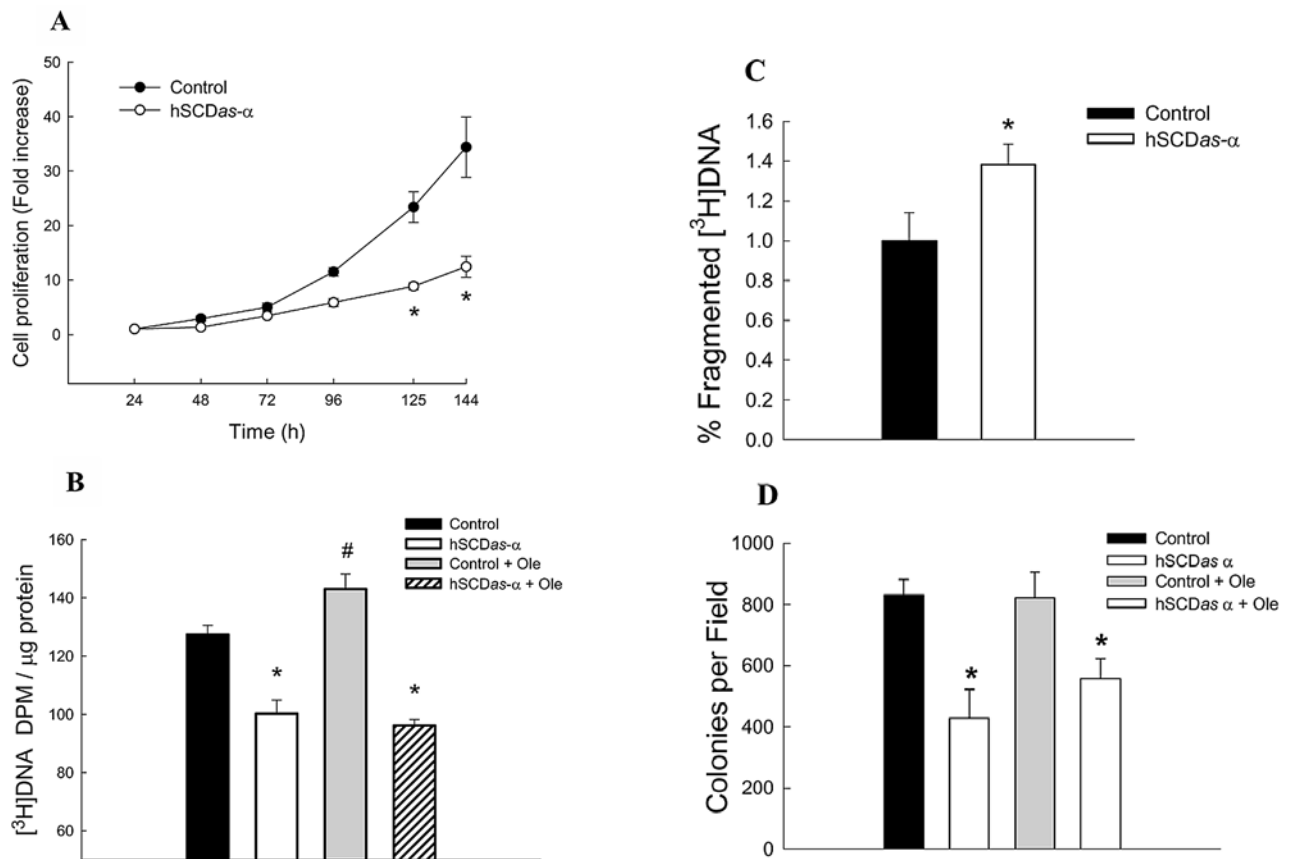 A
Cell proliferation (Fold increase)
50
40
30
20
10
0
Control
hSCDas-α
*
*
24 48 72 96 125 144
Time (h)
C
% Fragmented [³H]DNA
1.6
1.4
1.2
1.0
0.8
0.6
0.4
0.2
0.0
*
Control
hSCDas-α
B
[³H]DNA DPM / µg protein
160
140
120
100
80
60
*
#
*
Control
hSCDas-α
Control + Ole
hSCDas-α + Ole
D
Colonies per Field
1000
800
600
400
200
0
*
*
Control
hSCDas α
Control + Ole
hSCDas α + Ole